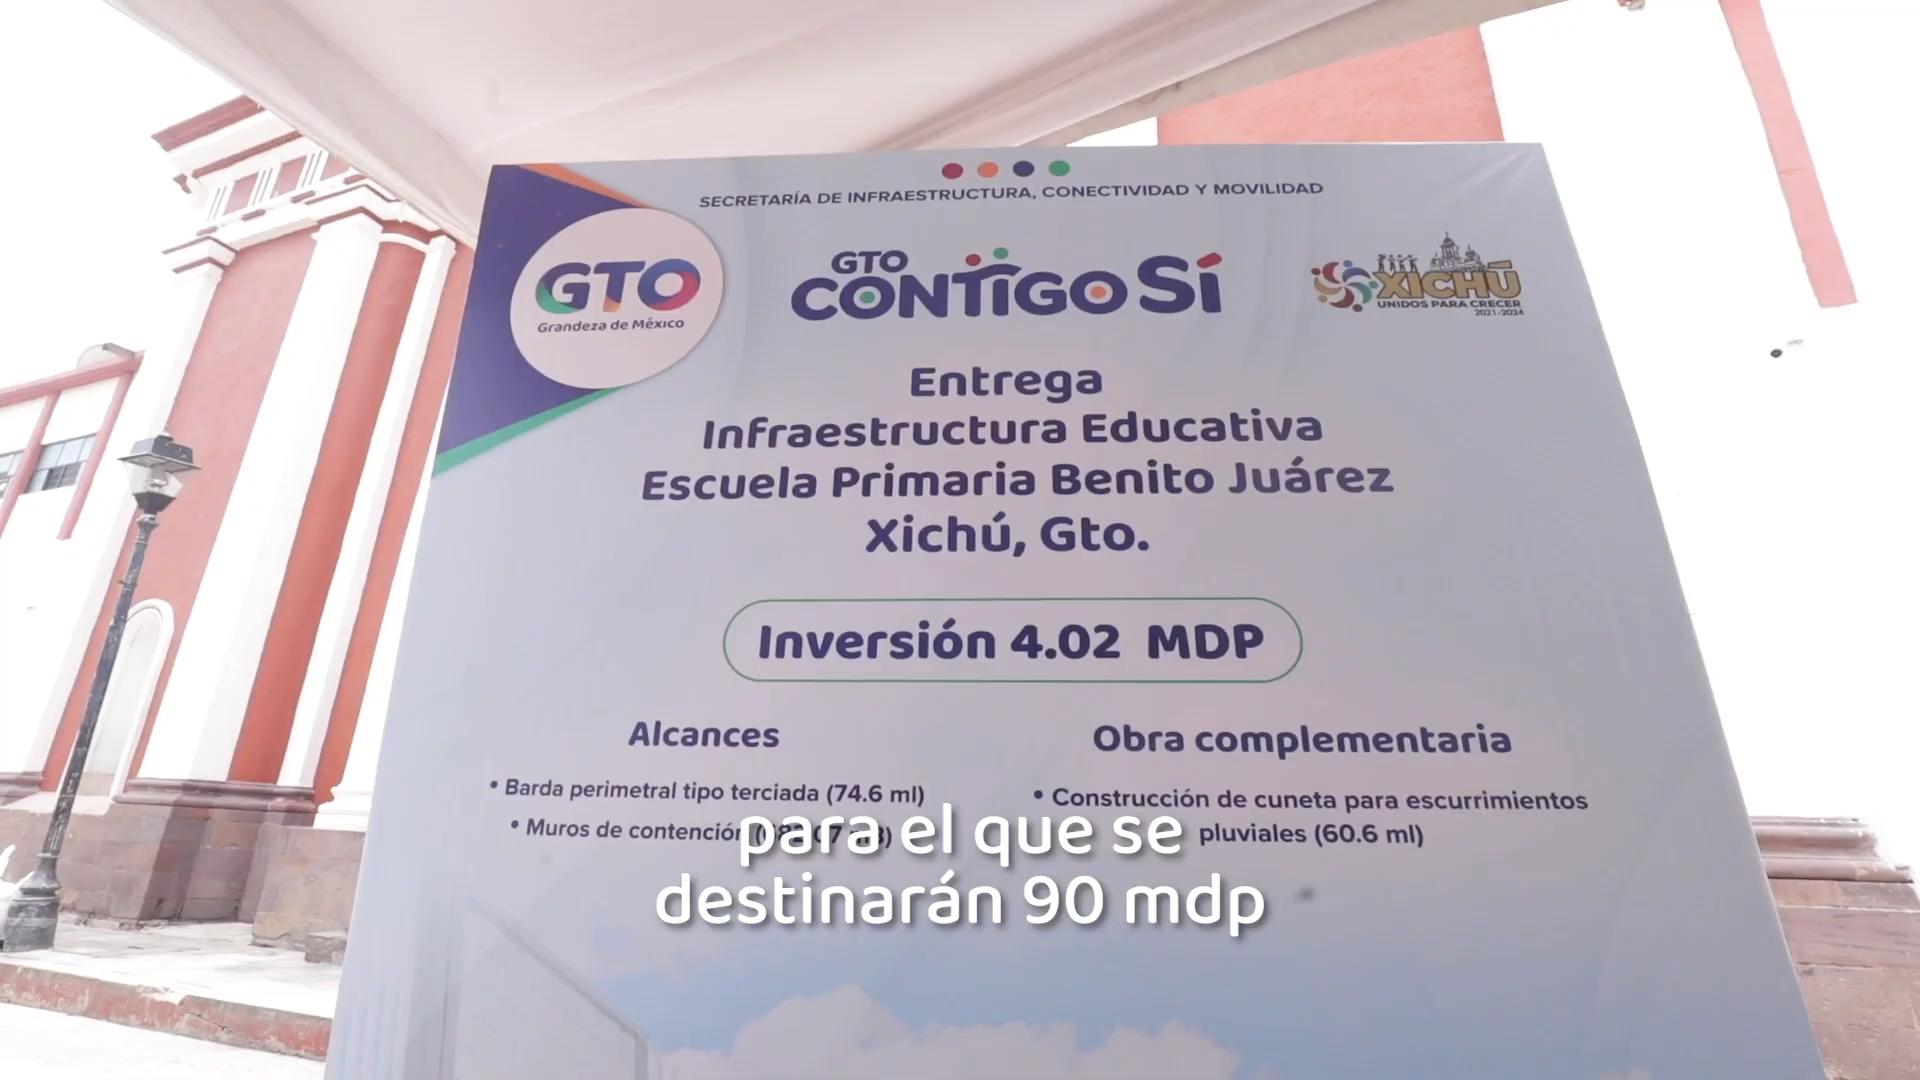 SECRETARÍA DE INFRAESTRUCTURA, CONECTIVIDAD Y MOVILIDAD
GTO
Grandeza de México
GTO
CONTIGO SÍ
XICHÚ
UNIDOS PARA CRECER
2021-2024
Entrega
Infraestructura Educativa
Escuela Primaria Benito Juárez
Xichú, Gto.
Inversión 4.02 MDP
Alcances
• Barda perimetral tipo terciada (74.6 ml)
• Muros de contención
Obra complementaria
• Construcción de cuneta para escurrimientos
pluviales (60.6 ml)
para el que se
destinarán 90 mdp